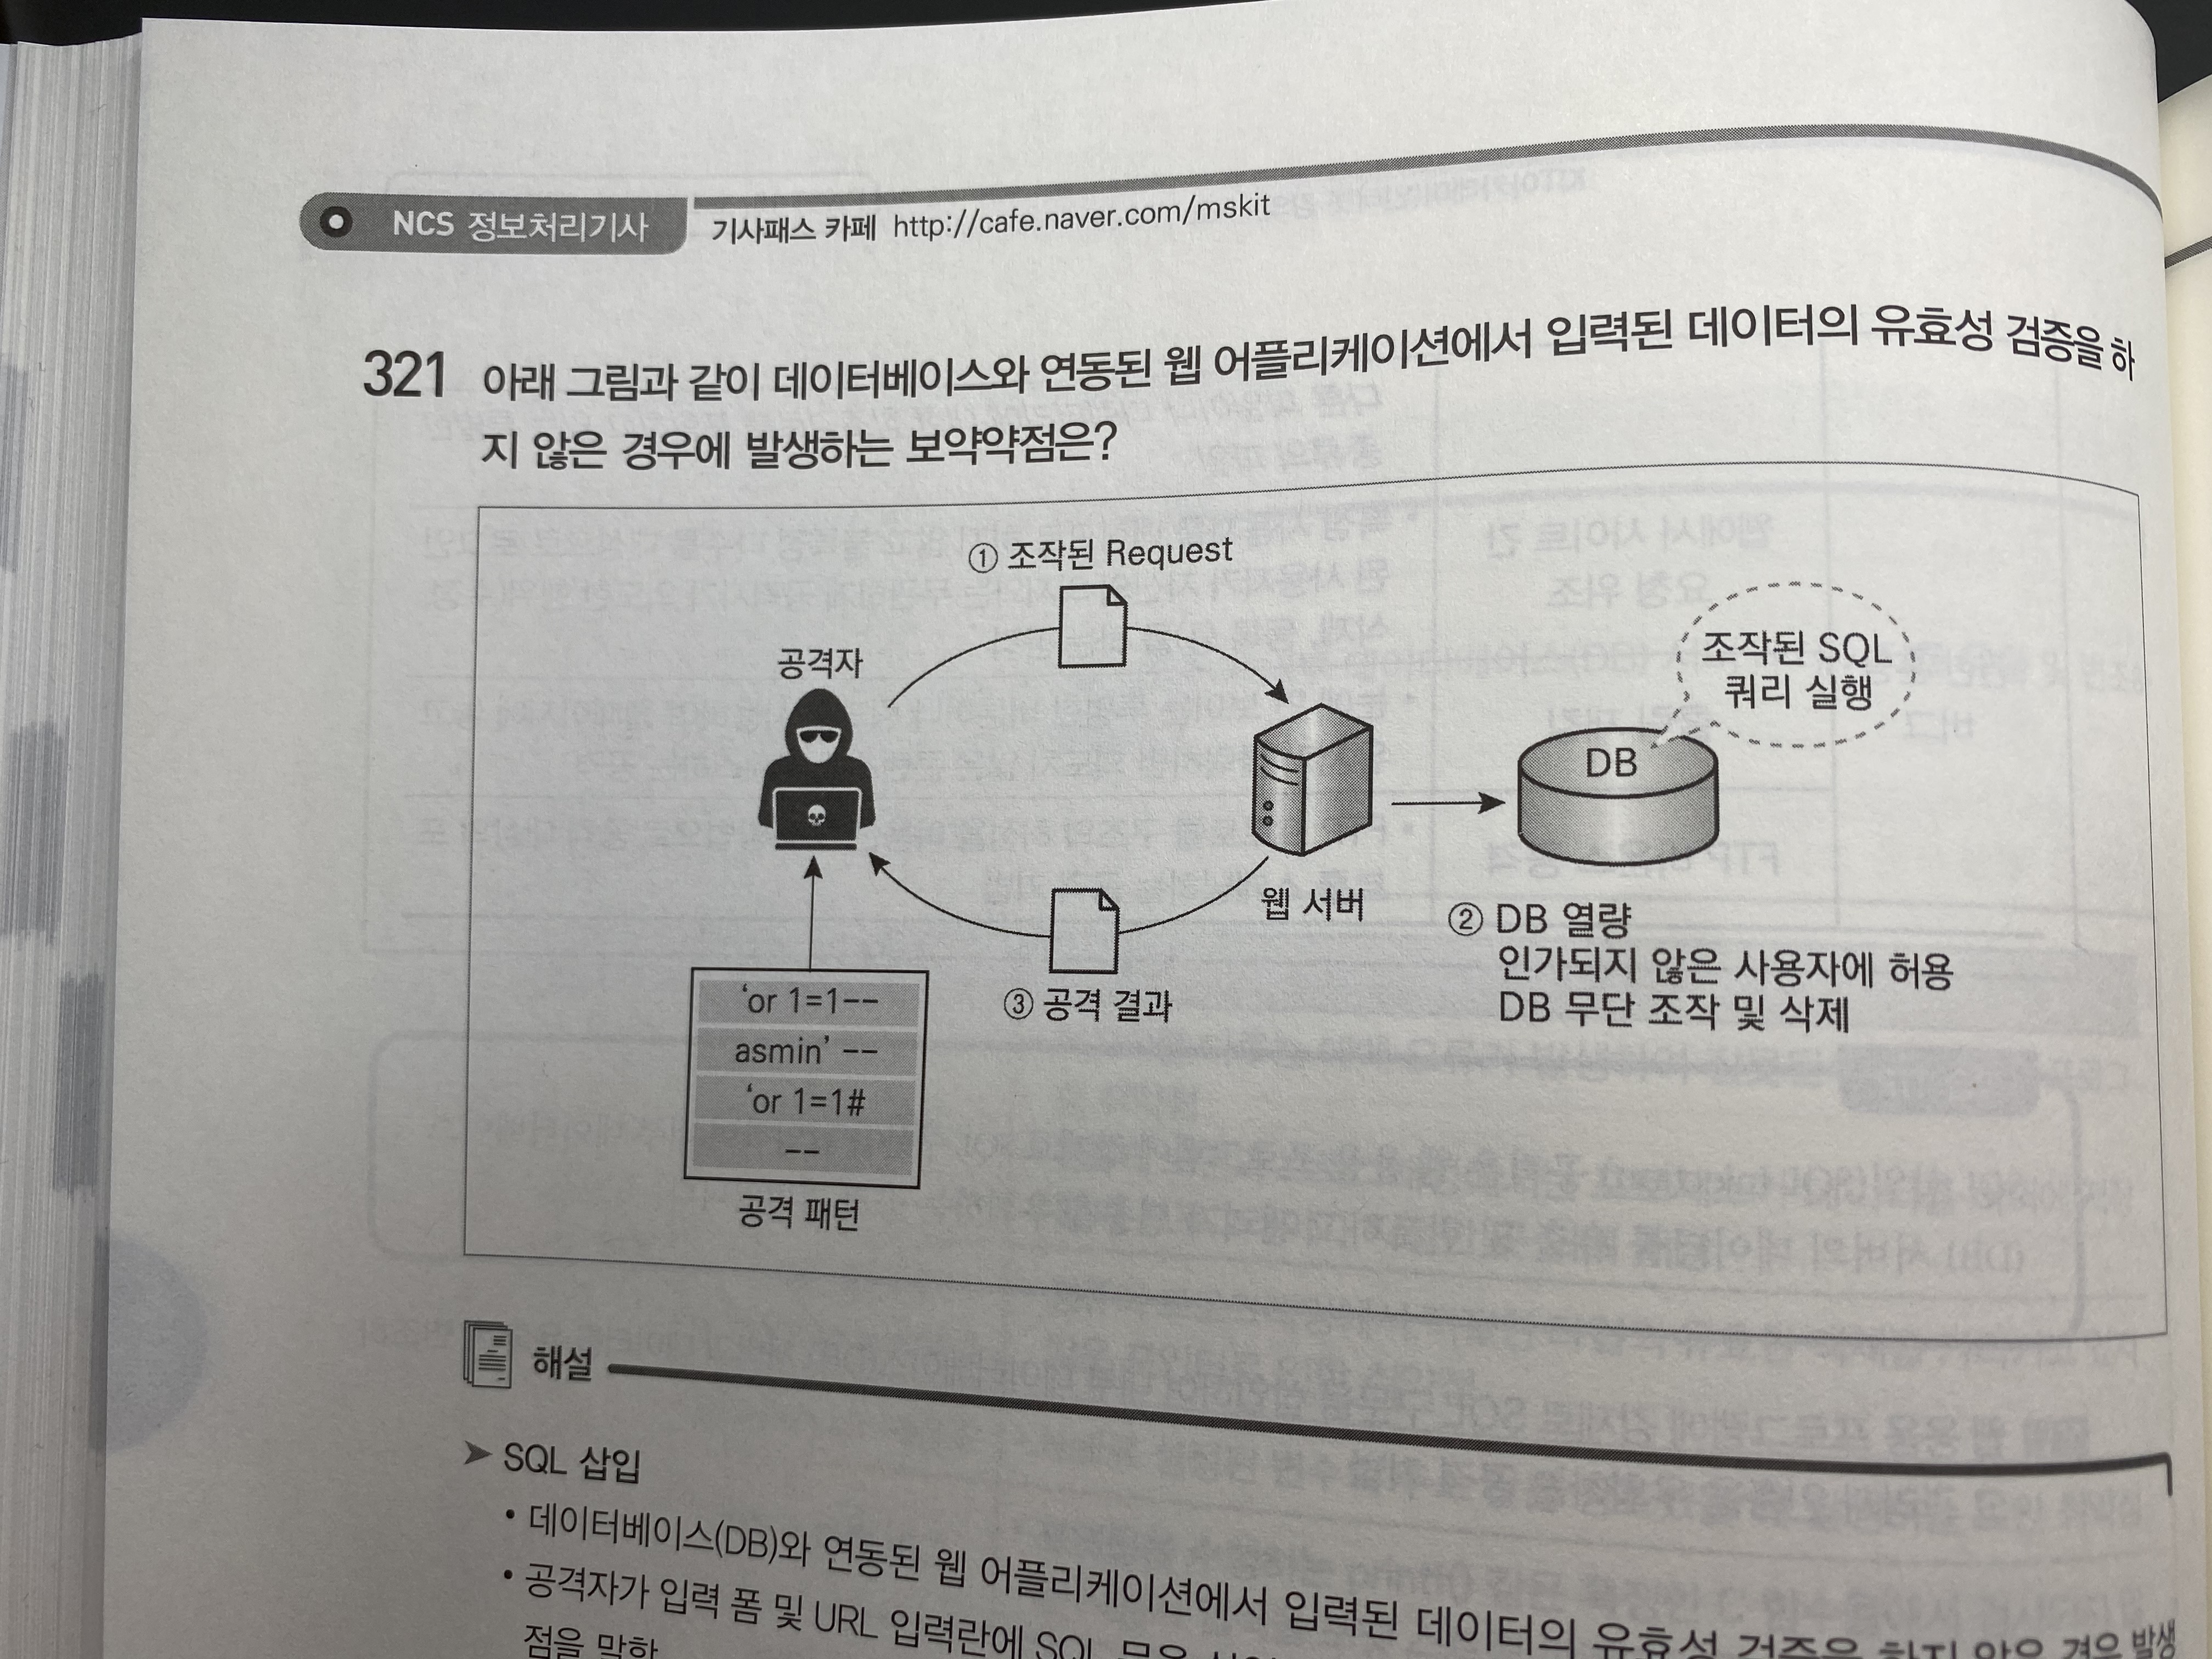 NCS 정보처리기사
기사패스 카페 http://cafe.naver.com/mskit
321 아래 그림과 같이 데이터베이스와 연동된 웹 어플리케이션에서 입력된 데이터의 유효성 검증을 하
지 않은 경우에 발생하는 보약약점은?
① 조작된 Request
공격자
조작된 SQL
쿼리 실행
DB
웹 서버
② DB 열람
인가되지 않은 사용자에 허용
DB 무단 조작 및 삭제
③ 공격 결과
‘or 1=1--
asmin’ --
‘or 1=1#
--
공격 패턴
해설
➤ SQL 삽입
• 데이터베이스(DB)와 연동된 웹 어플리케이션에서 입력된 데이터의 유효성 검증을 하지 않은 경우 발생
• 공격자가 입력 폼 및 URL 입력란에 SQL 문을
점을 말함